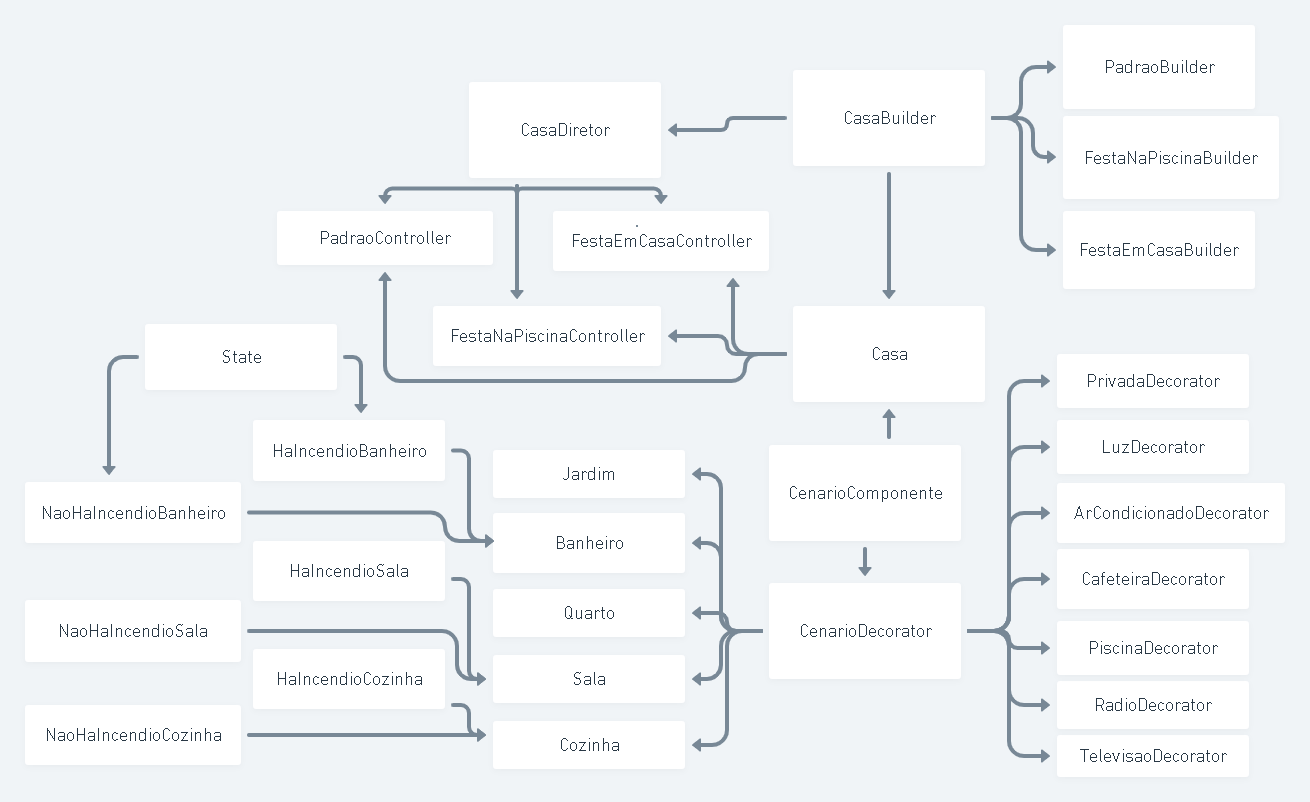 PadraoBuilder
CasaBuilder
CasaDiretor
FestaNaPiscinaBuilder
PadraoController
FestaEmCasaController
FestaEmCasaBuilder
FestaNaPiscinaController
State
Casa
PrivadaDecorator
HaIncendioBanheiro
LuzDecorator
Jardim
CenarioComponente
NaoHaIncendioBanheiro
ArCondicionadoDecorator
Banheiro
HaIncendioSala
CafeteiraDecorator
Quarto
NaoHaIncendioSala
CenarioDecorator
PiscinaDecorator
HaIncendioCozinha
Sala
RadioDecorator
NaoHaIncendioCozinha
Cozinha
TelevisaoDecorator